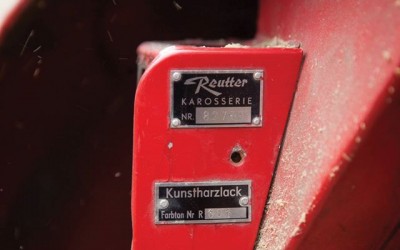 Reutter
KAROSSERIE
NR.
Kunstharzlack
Farbton Nr R